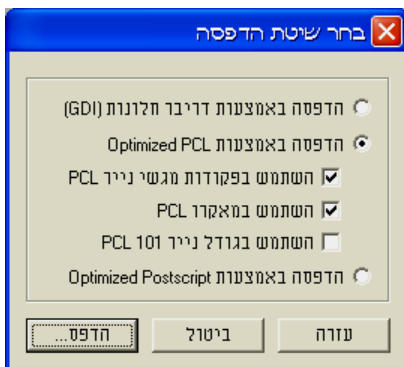 בחר שיטת הדפסה
הדפסה באמצעות דרייבר חלונות (GDI)
הדפסה באמצעות Optimized PCL
השתמש בפקודות מגשי נייר PCL
השתמש במאקרו PCL
השתמש בגודל נייר PCL 101
הדפסה באמצעות Optimized Postscript
עזרה ביטול הדפס...